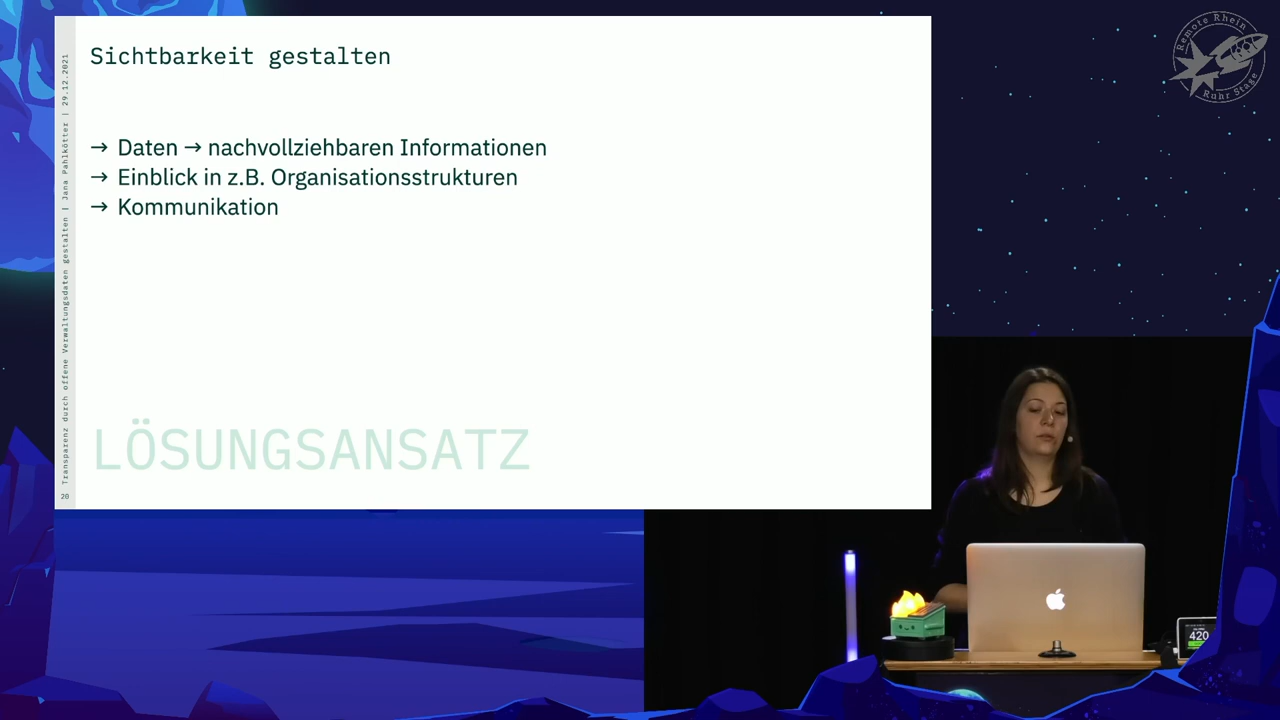 Sichtbarkeit gestalten
→ Daten → nachvollziehbaren Informationen
→ Einblick in z.B. Organisationsstrukturen
→ Kommunikation
LÖSUNGSANSATZ
Transparenz durch offene Verwaltungsdaten gestalten | Jana Pahlkötter | 29.12.2021
20
Remote Rhein
Ruhr Stage
420